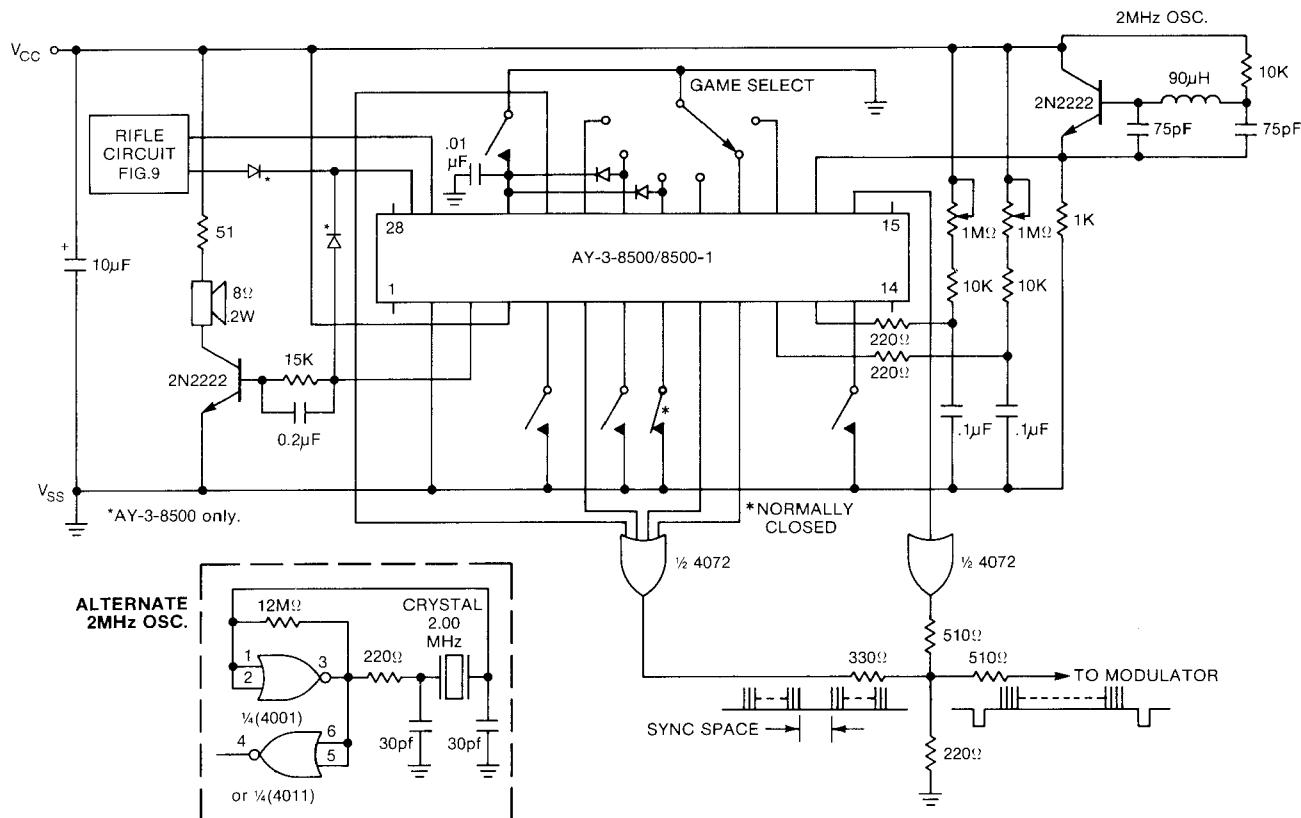 2MHz OSC.
VCC
GAME SELECT
90µH
10K
2N2222
75pF
75pF
RIFLE
CIRCUIT
FIG.9
*
.01
µF
28
15
1MΩ
1MΩ
1K
51
AY-3-8500/8500-1
*
+
10µF
1
14
10K
10K
8Ω
.2W
220Ω
220Ω
15K
2N2222
0.2µF
*
.1µF
.1µF
VSS
*AY-3-8500 only.
*NORMALLY
CLOSED
½ 4072
½ 4072
ALTERNATE
2MHz OSC.
12MΩ
CRYSTAL
2.00
MHz
1
2
3
220Ω
510Ω
330Ω
510Ω
TO MODULATOR
¼(4001)
4
6
5
30pf
30pf
SYNC SPACE
220Ω
or ¼(4011)